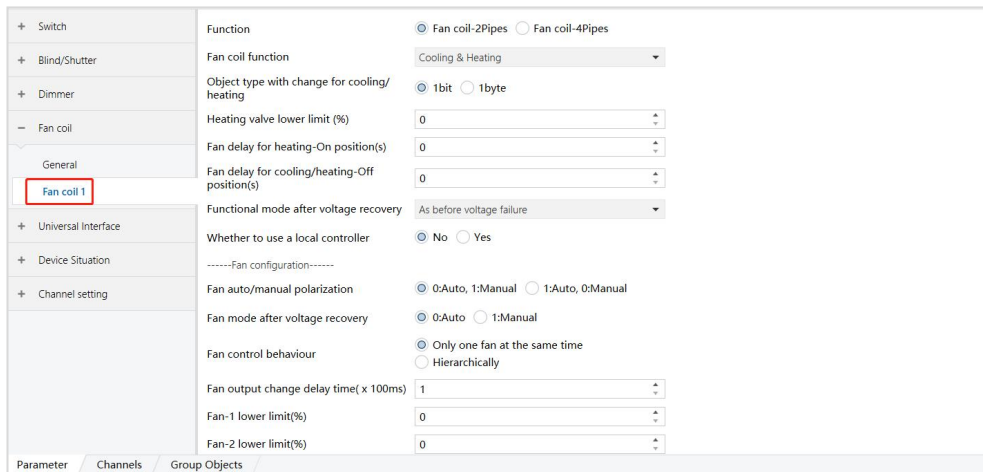 + Switch
+ Blind/Shutter
+ Dimmer
− Fan coil
General
Fan coil 1
+ Universal Interface
+ Device Situation
+ Channel setting
Function Fan coil-2Pipes Fan coil-4Pipes
Fan coil function Cooling & Heating
Object type with change for cooling/
heating 1bit 1byte
Heating valve lower limit (%) 0
Fan delay for heating-On position(s) 0
Fan delay for cooling/heating-Off
position(s) 0
Functional mode after voltage recovery As before voltage failure
Whether to use a local controller No Yes
------Fan configuration------
Fan auto/manual polarization 0:Auto, 1:Manual 1:Auto, 0:Manual
Fan mode after voltage recovery 0:Auto 1:Manual
Fan control behaviour Only one fan at the same time
Hierarchically
Fan output change delay time( x 100ms) 1
Fan-1 lower limit(%) 0
Fan-2 lower limit(%) 0
Parameter Channels Group Objects